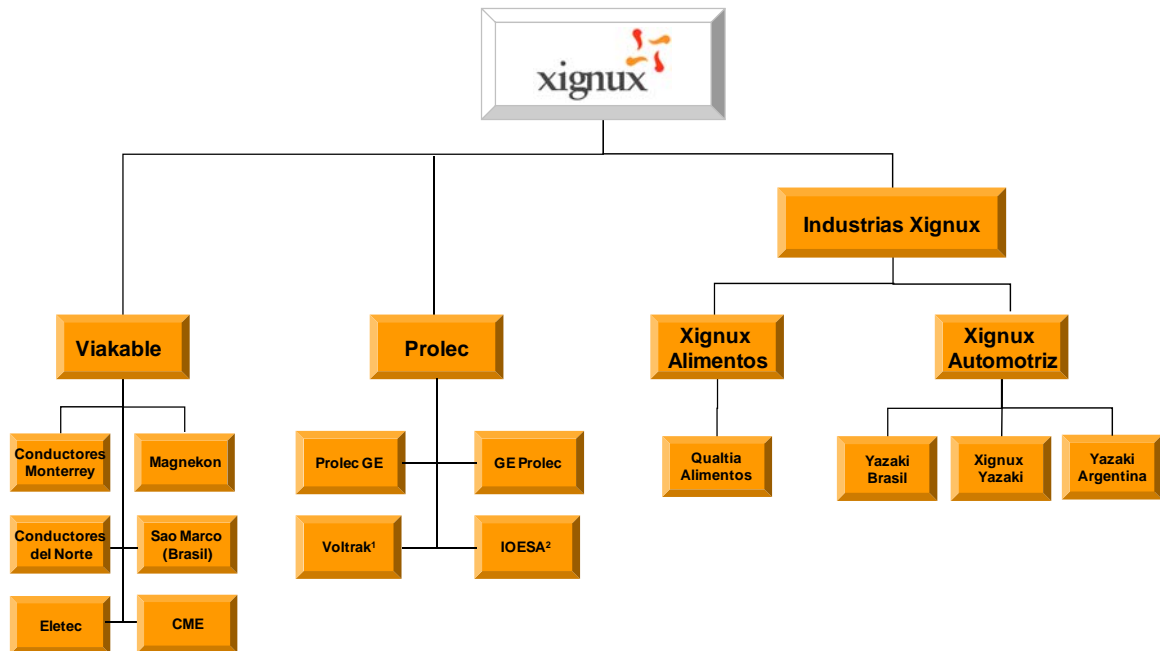 xignux
Industrias Xignux
Viakable
Prolec
Xignux
Alimentos
Xignux
Automotriz
Conductores
Monterrey
Magnekon
Prolec GE
GE Prolec
Qualtia
Alimentos
Yazaki
Brasil
Xignux
Yazaki
Yazaki
Argentina
Conductores
del Norte
Sao Marco
(Brasil)
Voltrak¹
IOESA²
Eletec
CME